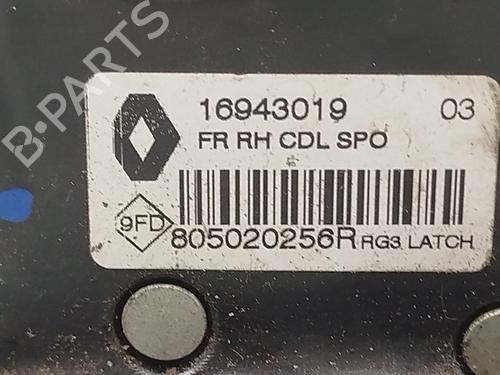 B-PARTS
16943019 03
FR RH CDL SPO
9FD
805020256R RG3 LATCH